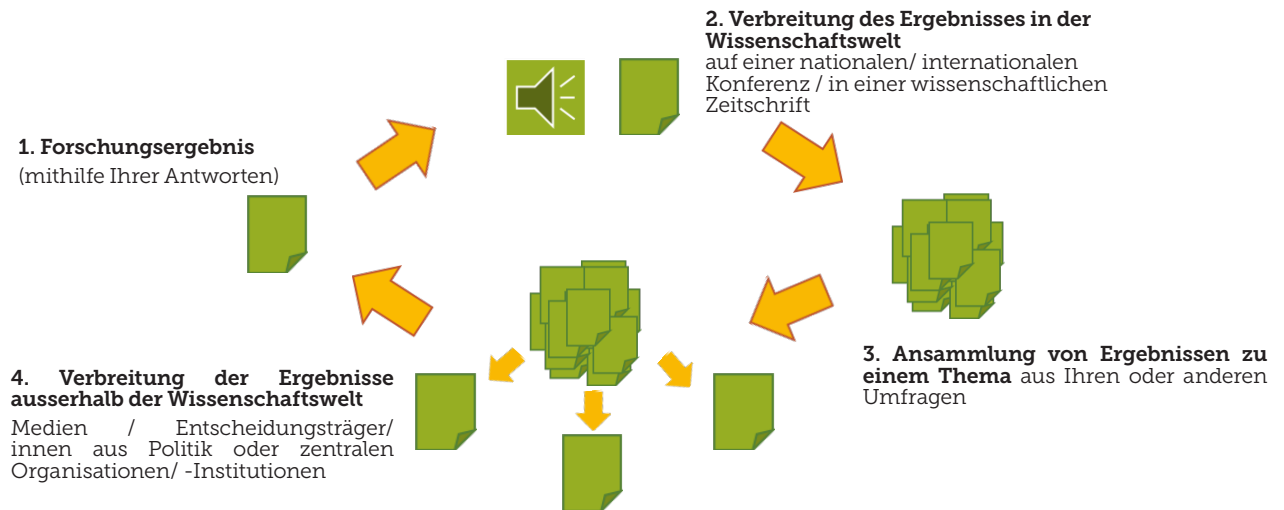 1. Forschungsergebnis
(mithilfe Ihrer Antworten)
2. Verbreitung des Ergebnisses in der
Wissenschaftswelt
auf einer nationalen/ internationalen
Konferenz / in einer wissenschaftlichen
Zeitschrift
3. Ansammlung von Ergebnissen zu
einem Thema aus Ihren oder anderen
Umfragen
4. Verbreitung der Ergebnisse
ausserhalb der Wissenschaftswelt
Medien / Entscheidungsträger/
innen aus Politik oder zentralen
Organisationen/ -Institutionen